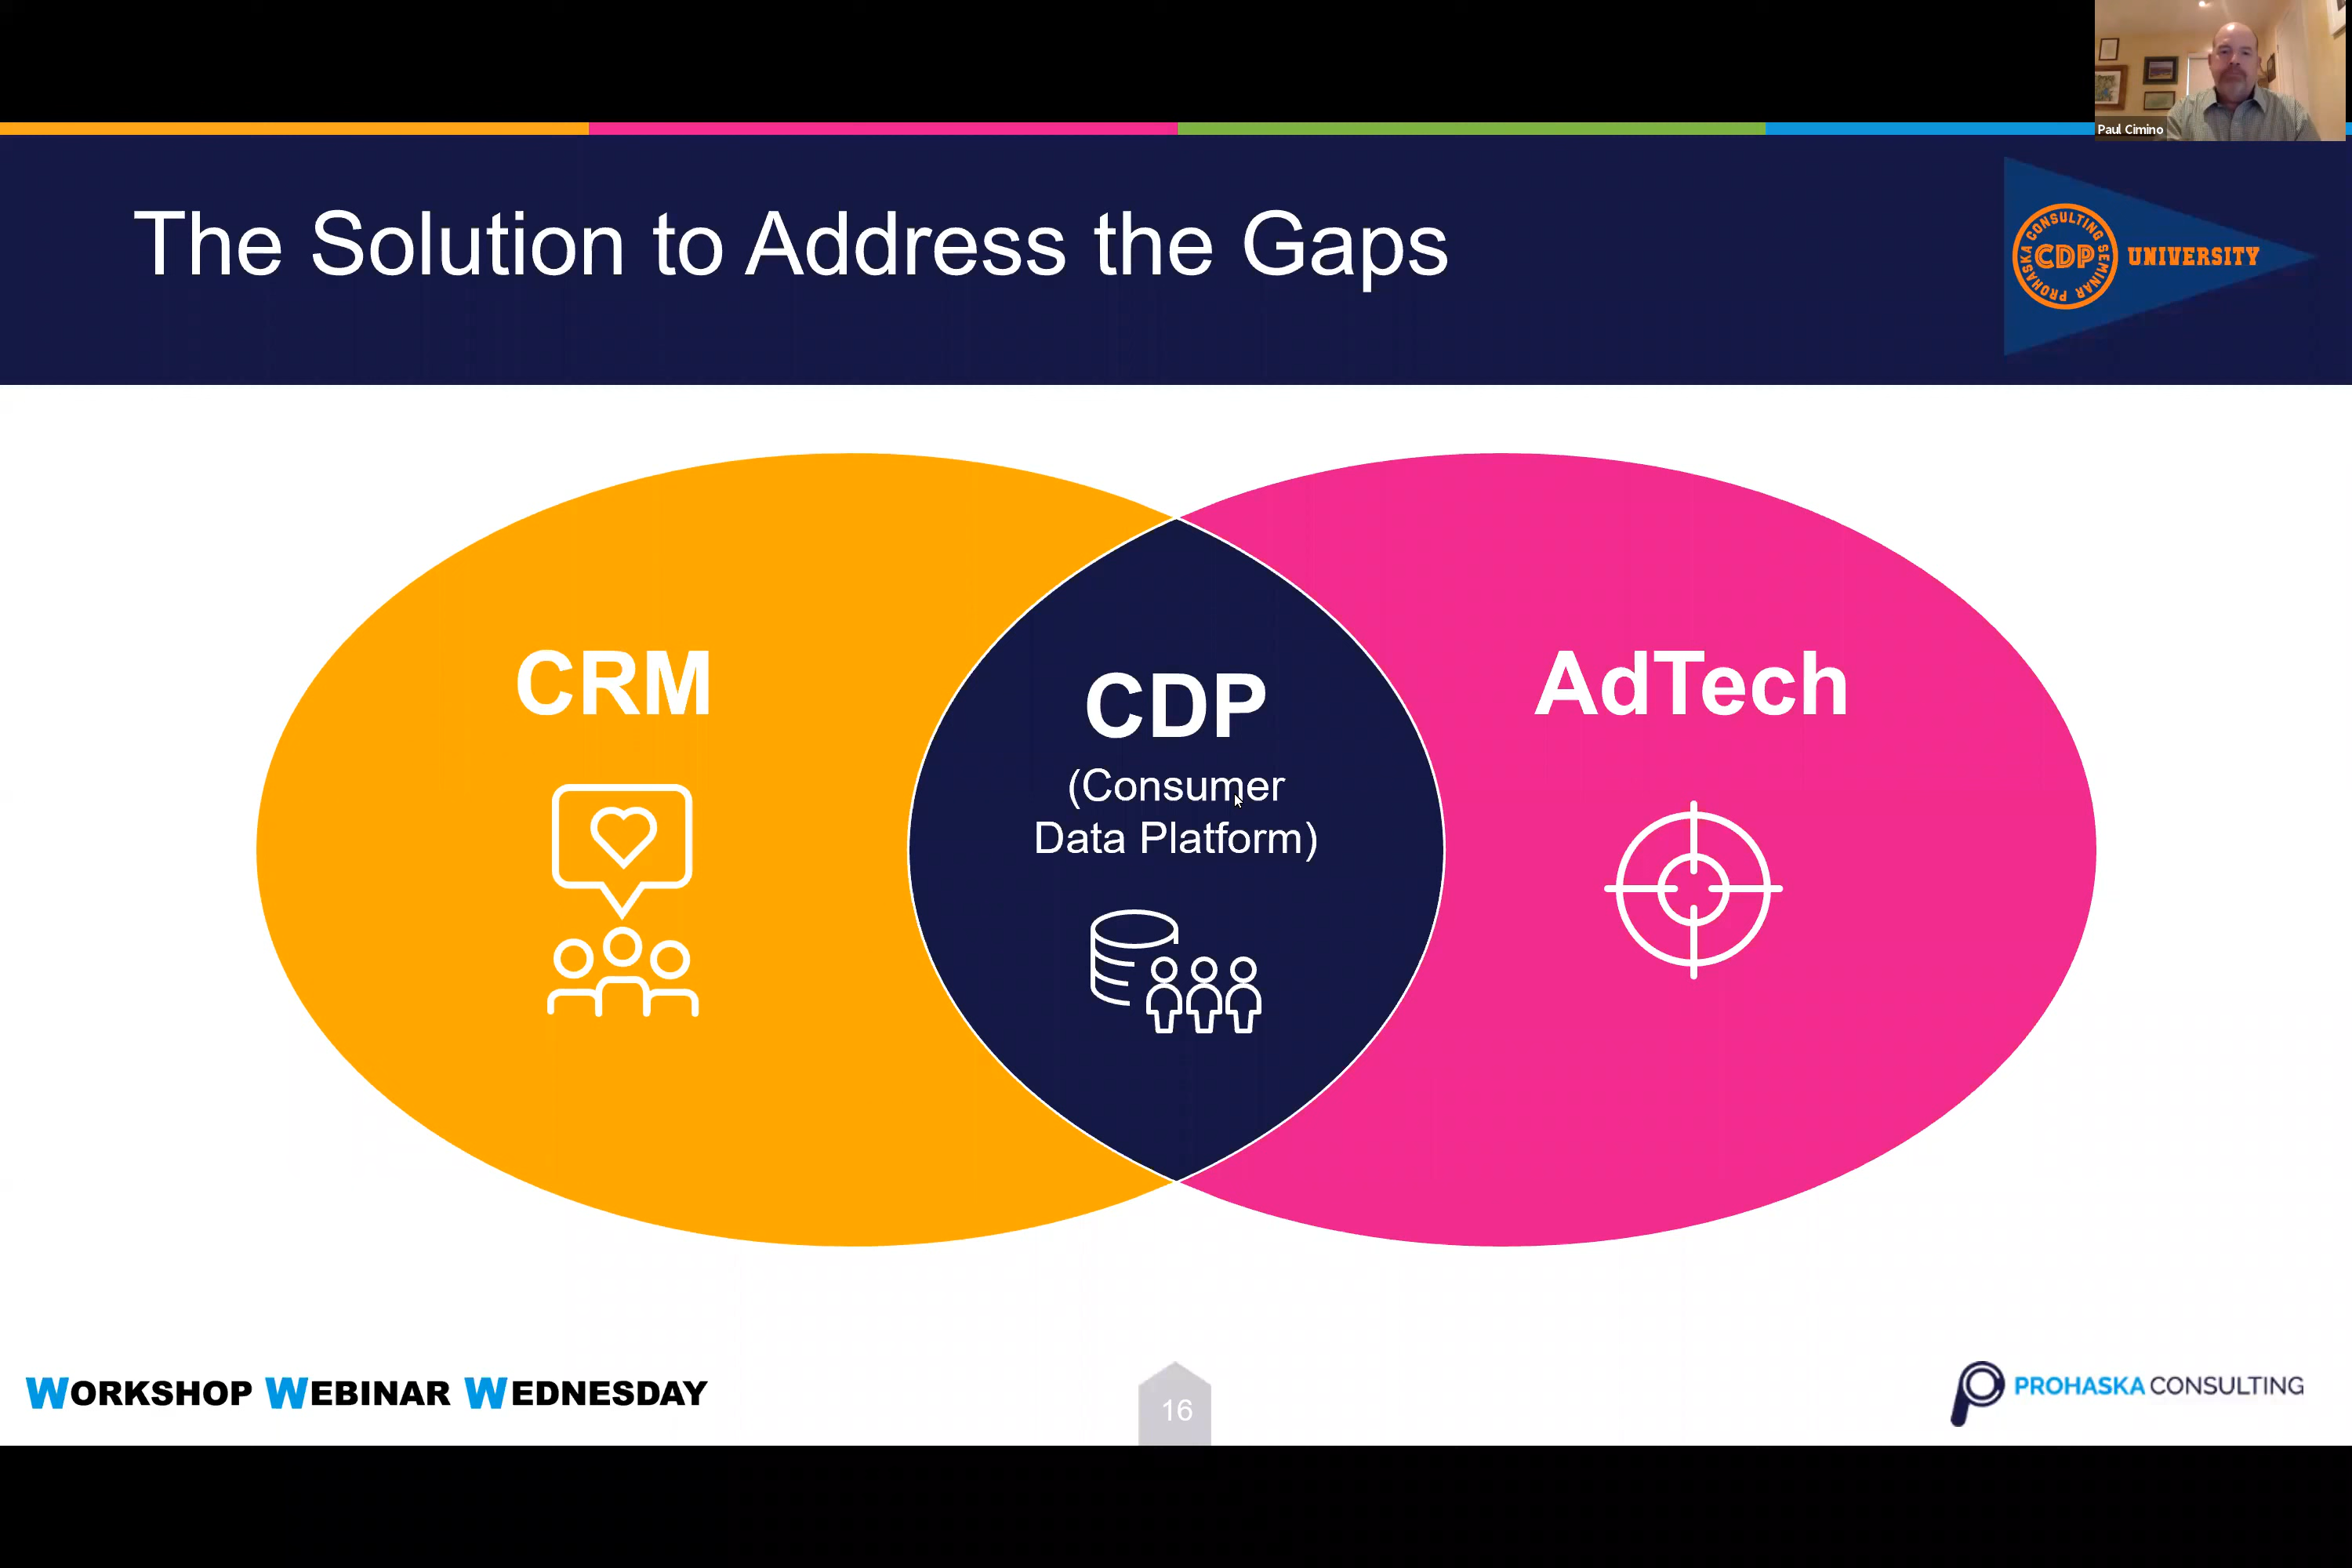 Paul Cimino
The Solution to Address the Gaps
PROHASKA CONSULTING SEMINAR
CDP
UNIVERSITY
CRM
CDP
(Consumer
Data Platform)
AdTech
WORKSHOP WEBINAR WEDNESDAY
16
PROHASKA CONSULTING